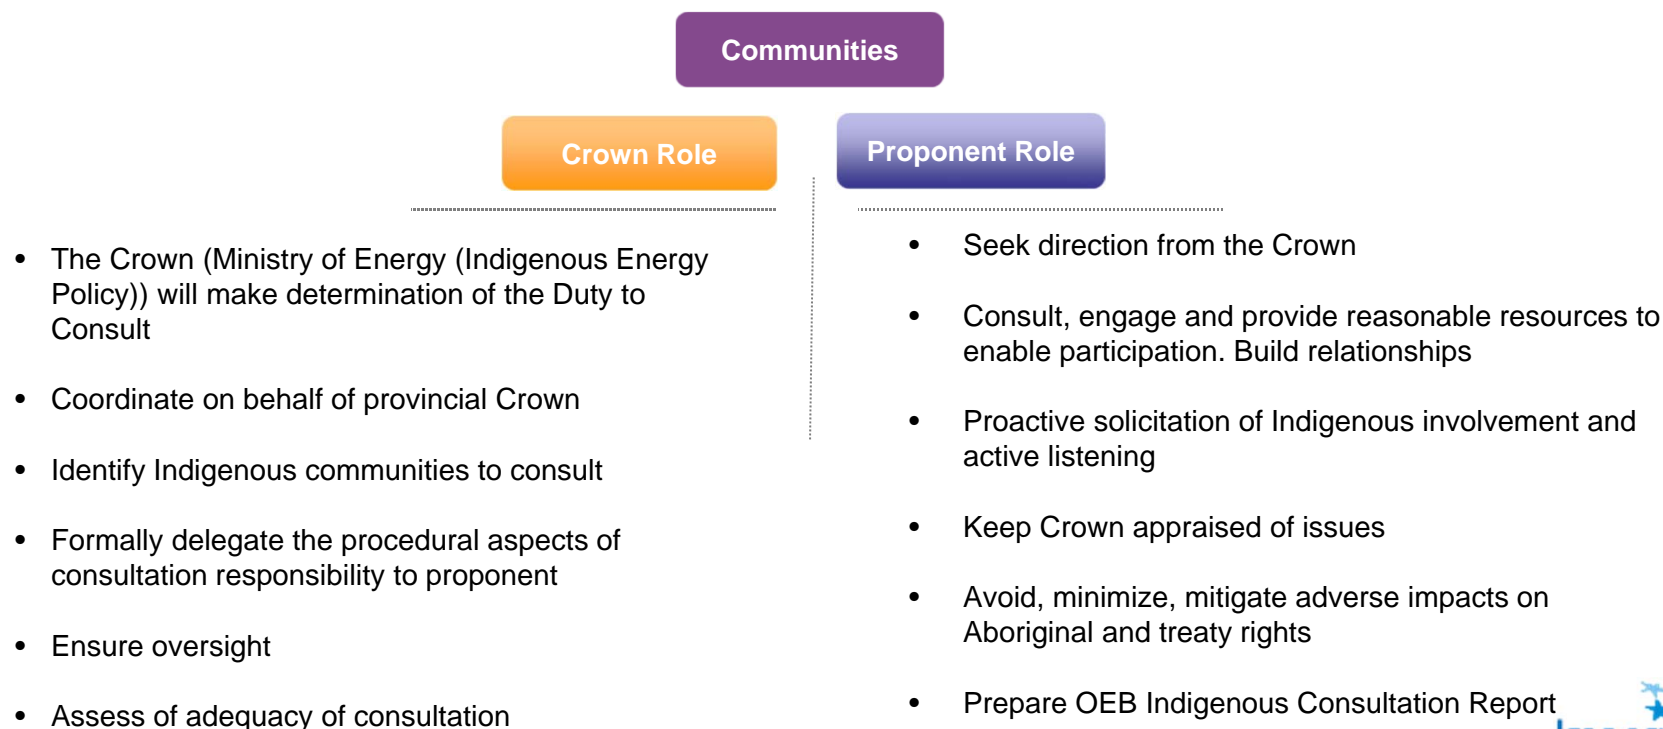 Communities
Crown Role
Proponent Role
• The Crown (Ministry of Energy (Indigenous Energy
Policy)) will make determination of the Duty to
Consult
• Coordinate on behalf of provincial Crown
• Identify Indigenous communities to consult
• Formally delegate the procedural aspects of
consultation responsibility to proponent
• Ensure oversight
• Assess of adequacy of consultation
• Seek direction from the Crown
• Consult, engage and provide reasonable resources to
enable participation. Build relationships
• Proactive solicitation of Indigenous involvement and
active listening
• Keep Crown appraised of issues
• Avoid, minimize, mitigate adverse impacts on
Aboriginal and treaty rights
• Prepare OEB Indigenous Consultation Report